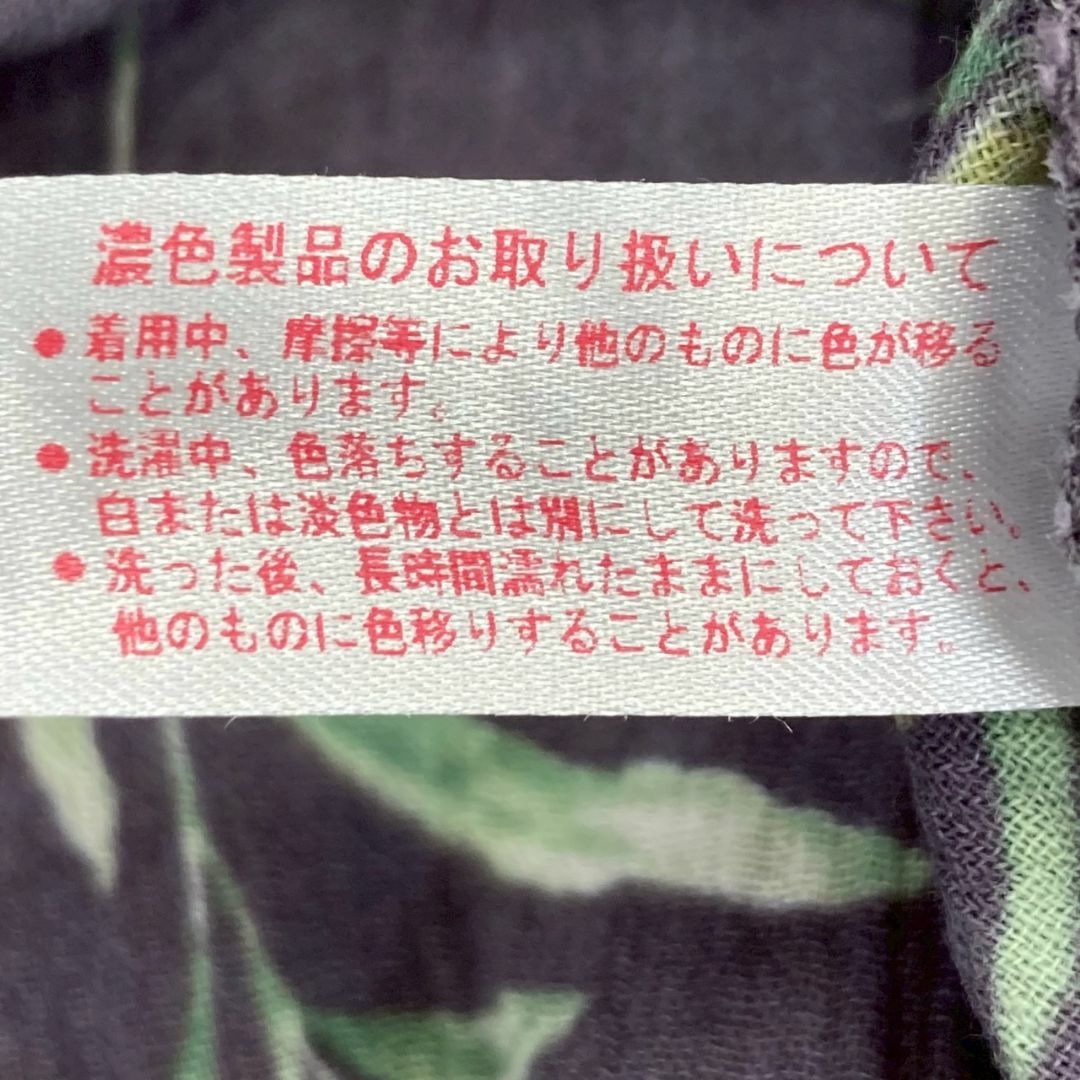 濃色製品のお取り扱いについて
●着用中、摩擦等により他のものに色が移る
ことがあります。
●洗濯中、色落ちすることがありますので、
白または淡色物とは別にして洗って下さい。
●洗った後、長時間濡れたままにしておくと、
他のものに色移りすることがあります。